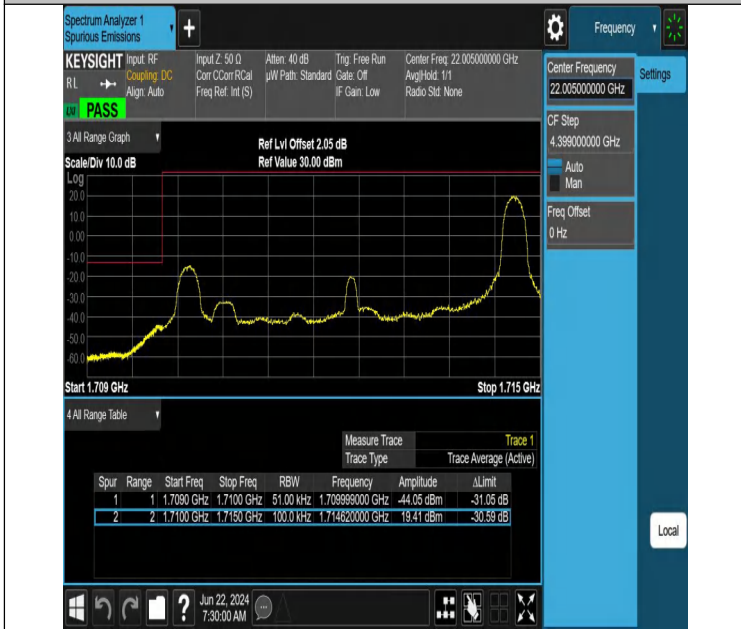 Spectrum Analyzer 1
Spurious Emissions
+
Frequency
KEYSIGHT Input: RF Input Z: 50 Ω Atten: 40 dB Trig: Free Run Center Freq: 22.005000000 GHz
RL Coupling: DC Corr CCorr RCal µW Path: Standard Gate: Off Avg|Hold: 1/1
Align: Auto Freq Ref: Int (S) IF Gain: Low Radio Std: None
PASS
Center Frequency
22.005000000 GHz
Settings
CF Step
4.399000000 GHz
Auto
Man
Freq Offset
0 Hz
3 All Range Graph
Ref Lvl Offset 2.05 dB
Scale/Div 10.0 dB Ref Value 30.00 dBm
Log
20.0
10.0
0.00
-10.0
-20.0
-30.0
-40.0
-50.0
-60.0
Start 1.709 GHz Stop 1.715 GHz
4 All Range Table
Measure Trace Trace 1
Trace Type Trace Average (Active)
Spur Range Start Freq Stop Freq RBW Frequency Amplitude ΔLimit
1 1 1.7090 GHz 1.7100 GHz 51.00 kHz 1.709999000 GHz -44.05 dBm -31.05 dB
2 2 1.7100 GHz 1.7150 GHz 100.0 kHz 1.714620000 GHz 19.41 dBm -30.59 dB
Local
? Jun 22, 2024
7:30:00 AM